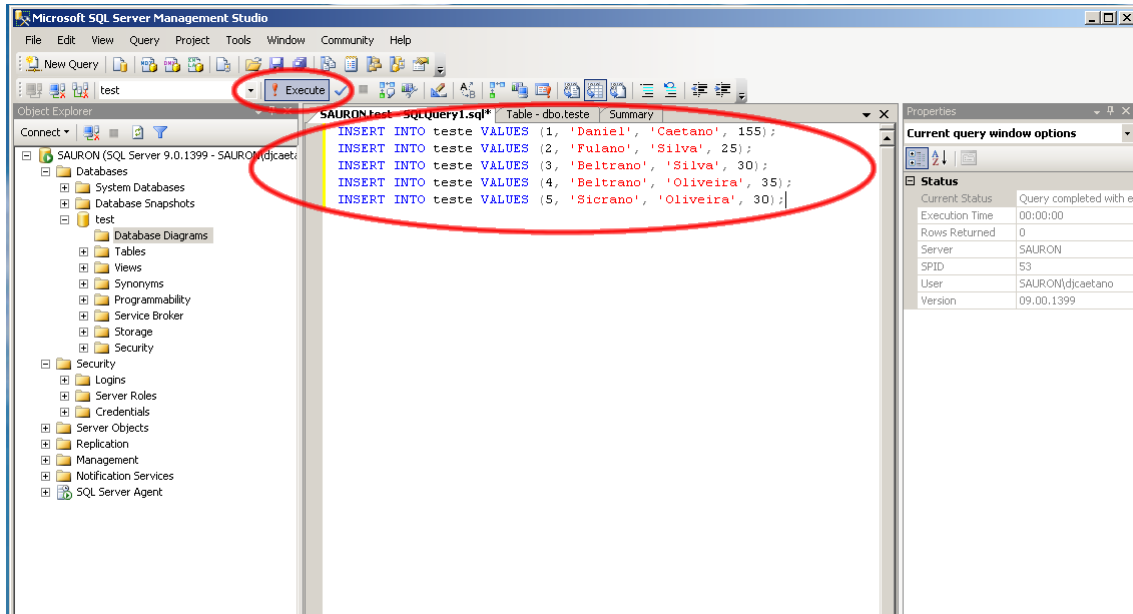 Microsoft SQL Server Management Studio
File Edit View Query Project Tools Window Community Help
New Query
test Execute
Object Explorer
Connect
SAURON (SQL Server 9.0.1399 - SAURON\djcaeta
Databases
System Databases
Database Snapshots
test
Database Diagrams
Tables
Views
Synonyms
Programmability
Service Broker
Storage
Security
Security
Logins
Server Roles
Credentials
Server Objects
Replication
Management
Notification Services
SQL Server Agent
SAURON.test - SQLQuery1.sql* Table - dbo.teste Summary
INSERT INTO teste VALUES (1, 'Daniel', 'Caetano', 155);
INSERT INTO teste VALUES (2, 'Fulano', 'Silva', 25);
INSERT INTO teste VALUES (3, 'Beltrano', 'Silva', 30);
INSERT INTO teste VALUES (4, 'Beltrano', 'Oliveira', 35);
INSERT INTO teste VALUES (5, 'Sicrano', 'Oliveira', 30);
Properties
Current query window options
Status
Current Status Query completed with e
Execution Time 00:00:00
Rows Returned 0
Server SAURON
SPID 53
User SAURON\djcaetano
Version 09.00.1399